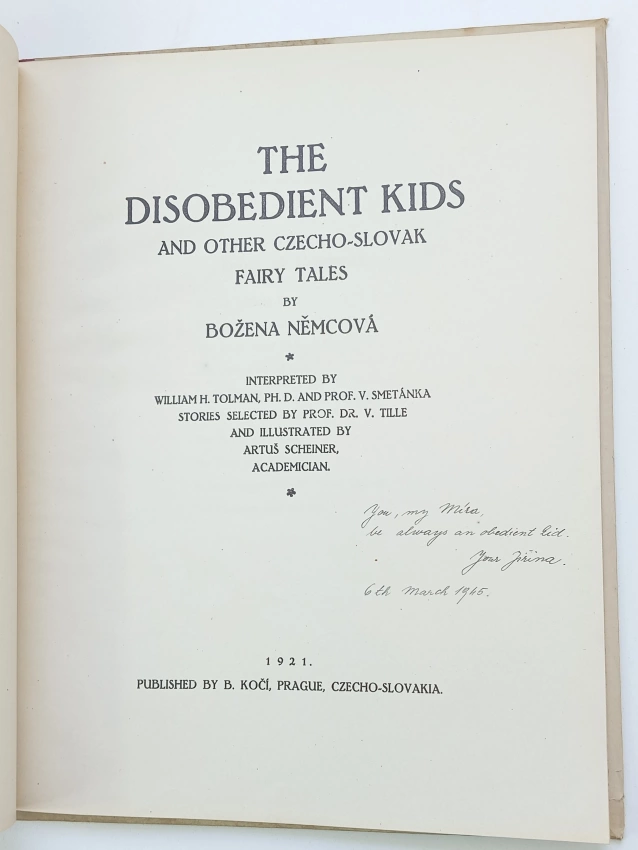 THE
DISOBEDIENT KIDS
AND OTHER CZECHO-SLOVAK
FAIRY TALES
BY
BOŽENA NĚMCOVÁ
*
INTERPRETED BY
WILLIAM H. TOLMAN, PH. D. AND PROF. V. SMETÁNKA
STORIES SELECTED BY PROF. DR. V. TILLE
AND ILLUSTRATED BY
ARTUŠ SCHEINER,
ACADEMICIAN.
*
You, my Míra,
be always an obedient kid.
Your Jiřina.
6th March 1945.
1921.
PUBLISHED BY B. KOČÍ, PRAGUE, CZECHO-SLOVAKIA.